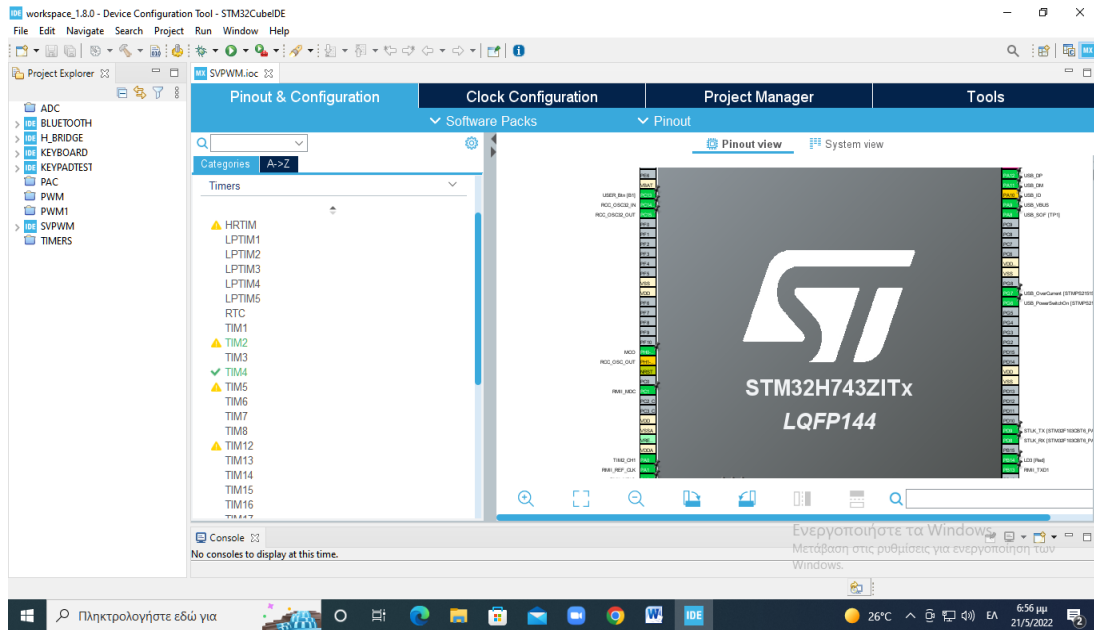 workspace_1.8.0 - Device Configuration Tool - STM32CubeIDE
File Edit Navigate Search Project Run Window Help
Project Explorer
SVPWM.ioc
ADC
BLUETOOTH
H_BRIDGE
KEYBOARD
KEYPADTEST
PAC
PWM
PWM1
SVPWM
TIMERS
Pinout & Configuration
Clock Configuration
Project Manager
Tools
Software Packs
Pinout
Categories
A->Z
Pinout view
System view
Timers
HRTIM
LPTIM1
LPTIM2
LPTIM3
LPTIM4
LPTIM5
RTC
TIM1
TIM2
TIM3
TIM4
TIM5
TIM6
TIM7
TIM8
TIM12
TIM13
TIM14
TIM15
TIM16
TIM17
USER_Btn [B1]
RCC_OSC32_IN
RCC_OSC32_OUT
MCO
RCC_OSC_OUT
RMII_MDC
TIM2_CH1
RMII_REF_CLK
STM32H743ZITx
LQFP144
USB_DP
USB_DM
USB_ID
USB_VBUS
USB_SOF [TP1]
LD3 [Red]
RMII_TXD1
Console
No consoles to display at this time.
Ενεργοποιήστε τα Windows
Μετάβαση στις ρυθμίσεις για ενεργοποίηση των
Windows.
Πληκτρολογήστε εδώ για
26°C
ΕΛ
6:56 μμ
21/5/2022